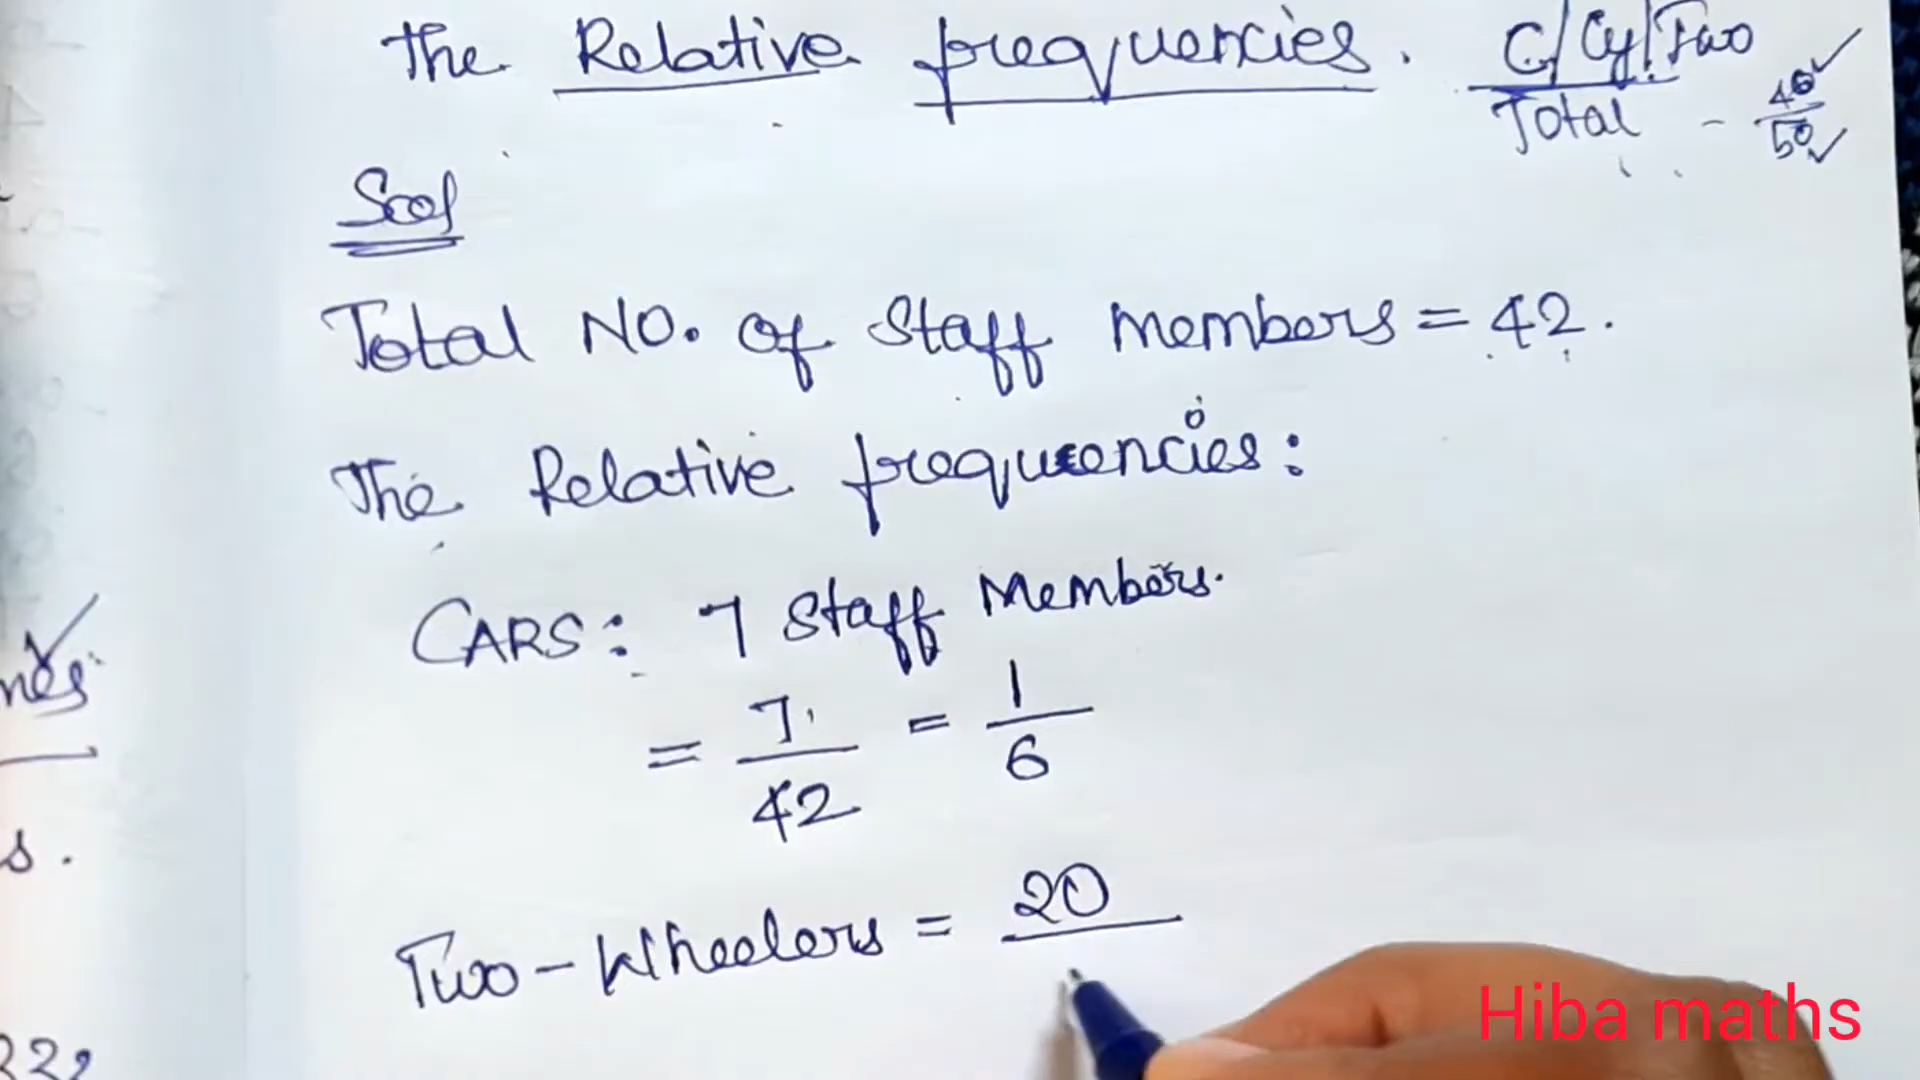 The Relative frequencies. C/Cy/Two
Total - 40/50
Sol
Total NO. of Staff members = 42.
The Relative frequencies:
CARS: 7 Staff Members.
= 7/42 = 1/6
Two-Wheelers = 20
s.
Hiba maths